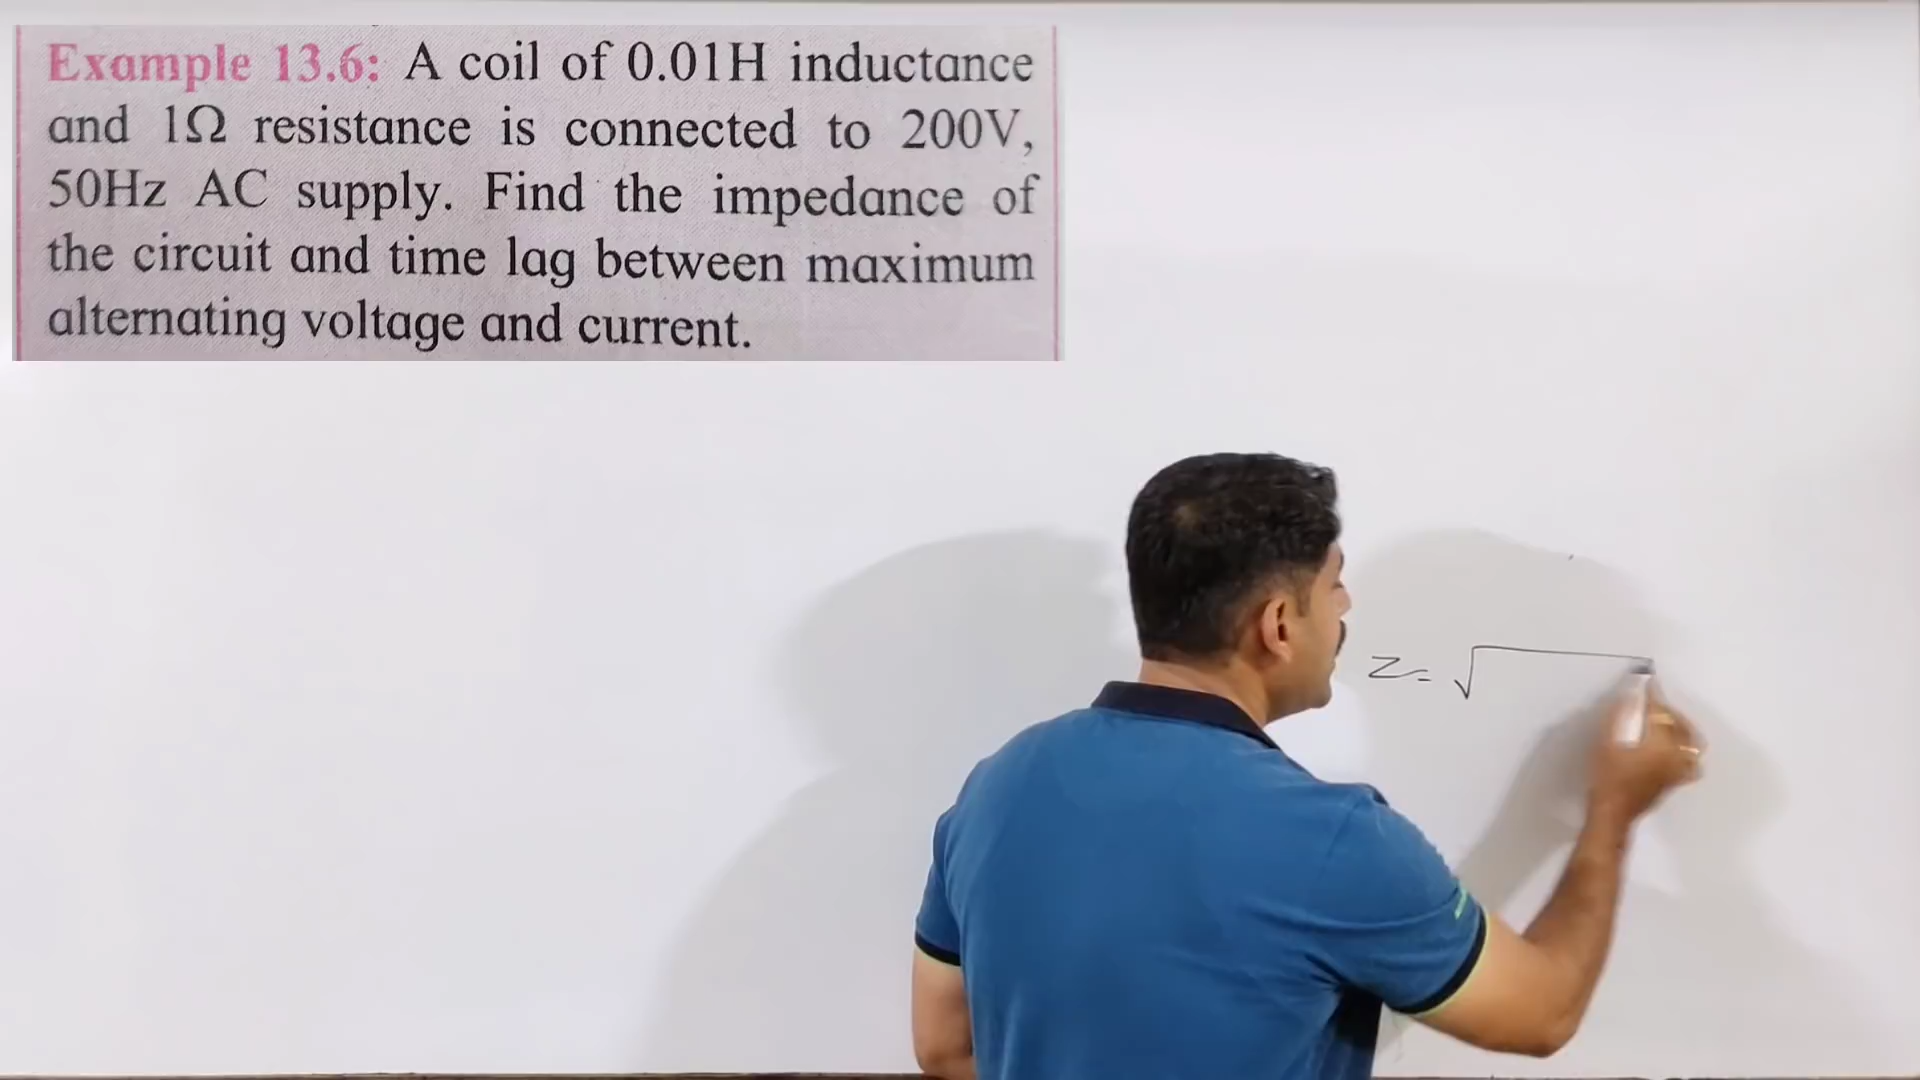 Example 13.6: A coil of 0.01H inductance
and 1Ω resistance is connected to 200V,
50Hz AC supply. Find the impedance of
the circuit and time lag between maximum
alternating voltage and current.
Z= √